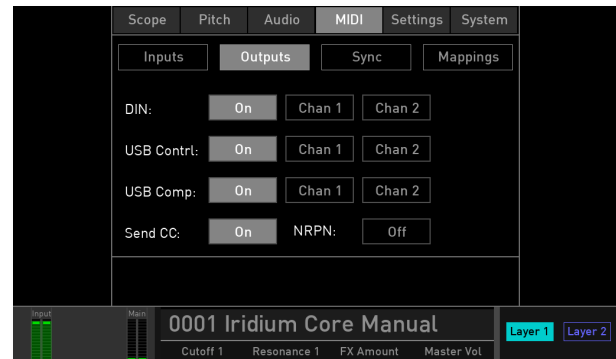 Scope Pitch Audio MIDI Settings System
Inputs Outputs Sync Mappings
DIN: On Chan 1 Chan 2
USB Contrl: On Chan 1 Chan 2
USB Comp: On Chan 1 Chan 2
Send CC: On NRPN: Off
Input Main 0001 Iridium Core Manual Layer 1 Layer 2
Cutoff 1 Resonance 1 FX Amount Master Vol